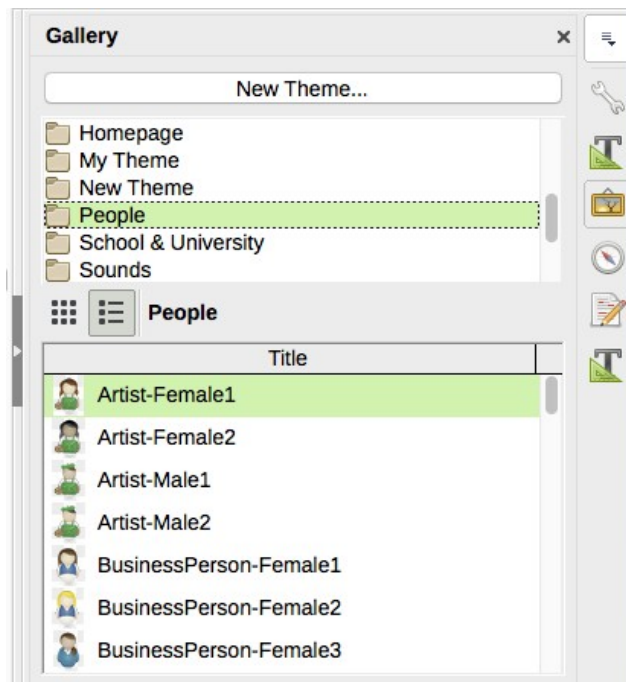 Gallery
New Theme...
Homepage
My Theme
New Theme
People
School & University
Sounds
People
Title
Artist-Female1
Artist-Female2
Artist-Male1
Artist-Male2
BusinessPerson-Female1
BusinessPerson-Female2
BusinessPerson-Female3